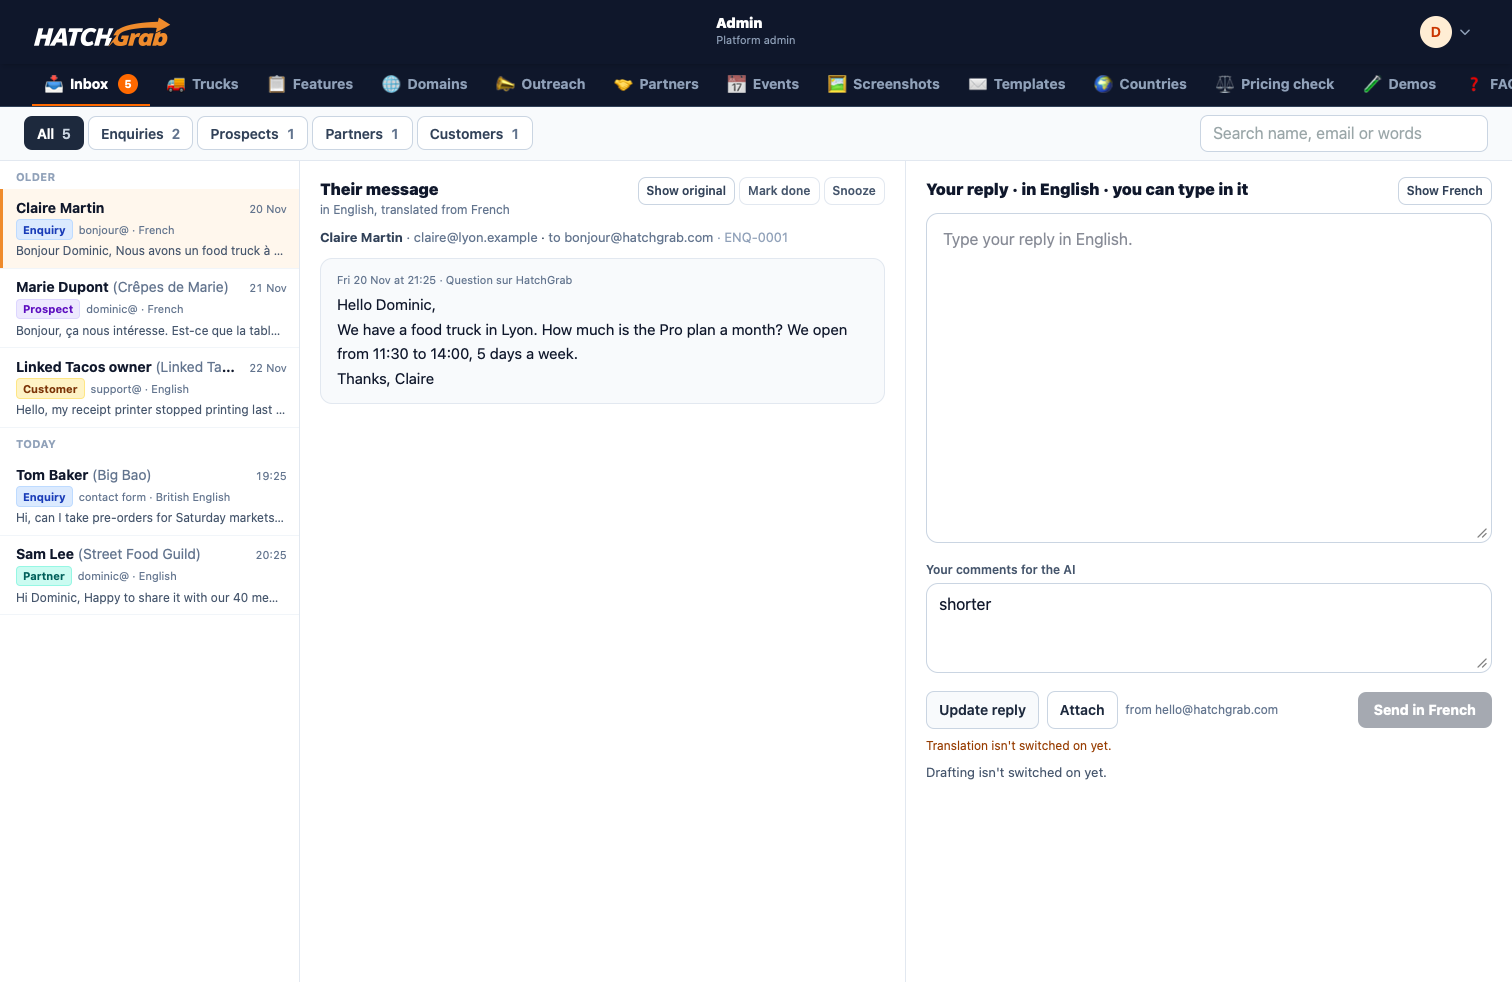 HATCHGrab
Admin
Platform admin
D
Inbox 5
Trucks
Features
Domains
Outreach
Partners
Events
Screenshots
Templates
Countries
Pricing check
Demos
FAQ
All 5
Enquiries 2
Prospects 1
Partners 1
Customers 1
Search name, email or words
OLDER
Claire Martin 20 Nov
Enquiry bonjour@ · French
Bonjour Dominic, Nous avons un food truck à ...
Marie Dupont (Crêpes de Marie) 21 Nov
Prospect dominic@ · French
Bonjour, ça nous intéresse. Est-ce que la tabl...
Linked Tacos owner (Linked Ta... 22 Nov
Customer support@ · English
Hello, my receipt printer stopped printing last ...
TODAY
Tom Baker (Big Bao) 19:25
Enquiry contact form · British English
Hi, can I take pre-orders for Saturday markets...
Sam Lee (Street Food Guild) 20:25
Partner dominic@ · English
Hi Dominic, Happy to share it with our 40 me...
Their message
in English, translated from French
Show original
Mark done
Snooze
Claire Martin · claire@lyon.example · to bonjour@hatchgrab.com · ENQ-0001
Fri 20 Nov at 21:25 · Question sur HatchGrab
Hello Dominic,
We have a food truck in Lyon. How much is the Pro plan a month? We open
from 11:30 to 14:00, 5 days a week.
Thanks, Claire
Your reply · in English · you can type in it
Show French
Type your reply in English.
Your comments for the AI
shorter
Update reply
Attach
from hello@hatchgrab.com
Send in French
Translation isn't switched on yet.
Drafting isn't switched on yet.